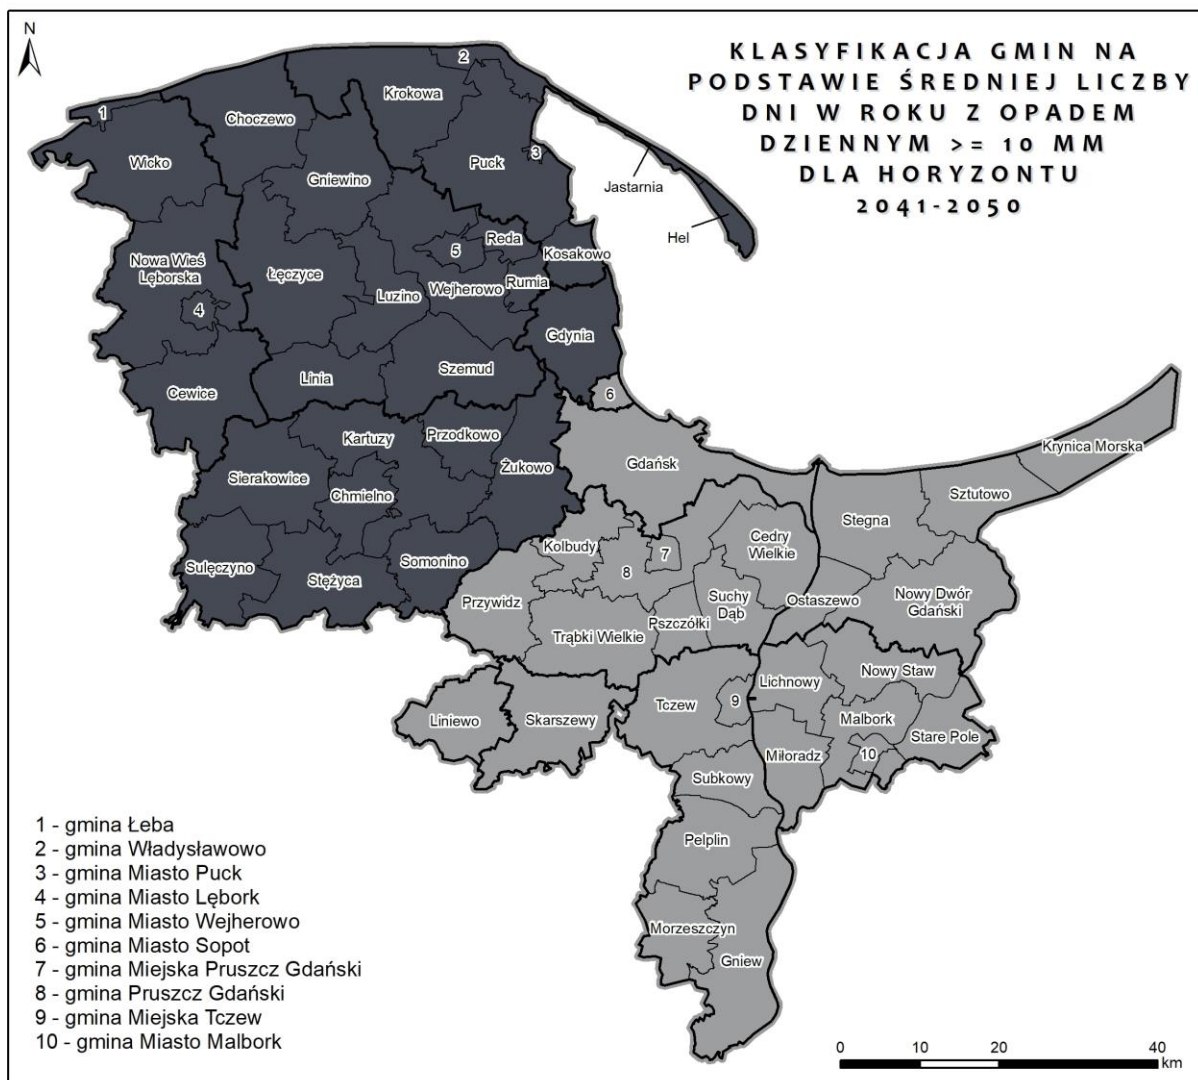 N
KLASYFIKACJA GMIN NA
PODSTAWIE ŚREDNIEJ LICZBY
DNI W ROKU Z OPADEM
DZIENNYM >= 10 MM
DLA HORYZONTU
2041-2050
2
1
Krokowa
Choczewo
3
Wicko
Puck
Gniewino
Jastarnia
Hel
Reda
5
Kosakowo
Nowa Wieś
Lęborska
Łęczyce
Rumia
Wejherowo
Luzino
4
Gdynia
Szemud
Linia
Cewice
6
Kartuzy
Przodkowo
Krynica Morska
Gdańsk
Żukowo
Sierakowice
Chmielno
Sztutowo
Stegna
Cedry
Wielkie
Kolbudy
7
Somonino
Sulęczyno
8
Stężyca
Nowy Dwór
Gdański
Suchy
Dąb
Ostaszewo
Przywidz
Pszczółki
Trąbki Wielkie
Nowy Staw
Lichnowy
9
Tczew
Liniewo
Skarszewy
Malbork
Stare Pole
Miłoradz
10
Subkowy
Pelplin
Morzeszczyn
Gniew
1 - gmina Łeba
2 - gmina Władysławowo
3 - gmina Miasto Puck
4 - gmina Miasto Lębork
5 - gmina Miasto Wejherowo
6 - gmina Miasto Sopot
7 - gmina Miejska Pruszcz Gdański
8 - gmina Pruszcz Gdański
9 - gmina Miejska Tczew
10 - gmina Miasto Malbork
0 10 20 40
km